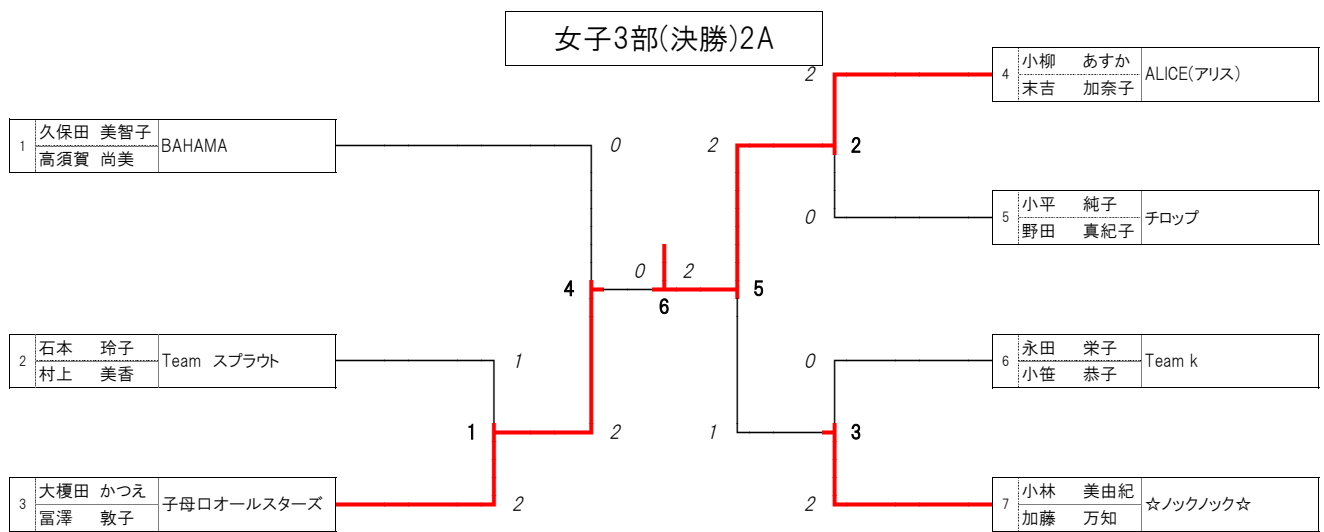 女子3部(決勝)2A
1 久保田 美智子 BAHAMA
高須賀 尚美
2 石本 玲子 Team スプラウト
村上 美香
3 大榎田 かつえ 子母口オールスターズ
冨澤 敦子
4 小柳 あすか ALICE(アリス)
末吉 加奈子
5 小平 純子 チロップ
野田 真紀子
6 永田 栄子 Team k
小笹 恭子
7 小林 美由紀 ☆ノックノック☆
加藤 万知
0
4
0
1
1
2
2
2
2
2
0
2
5
6
0
1
3
2